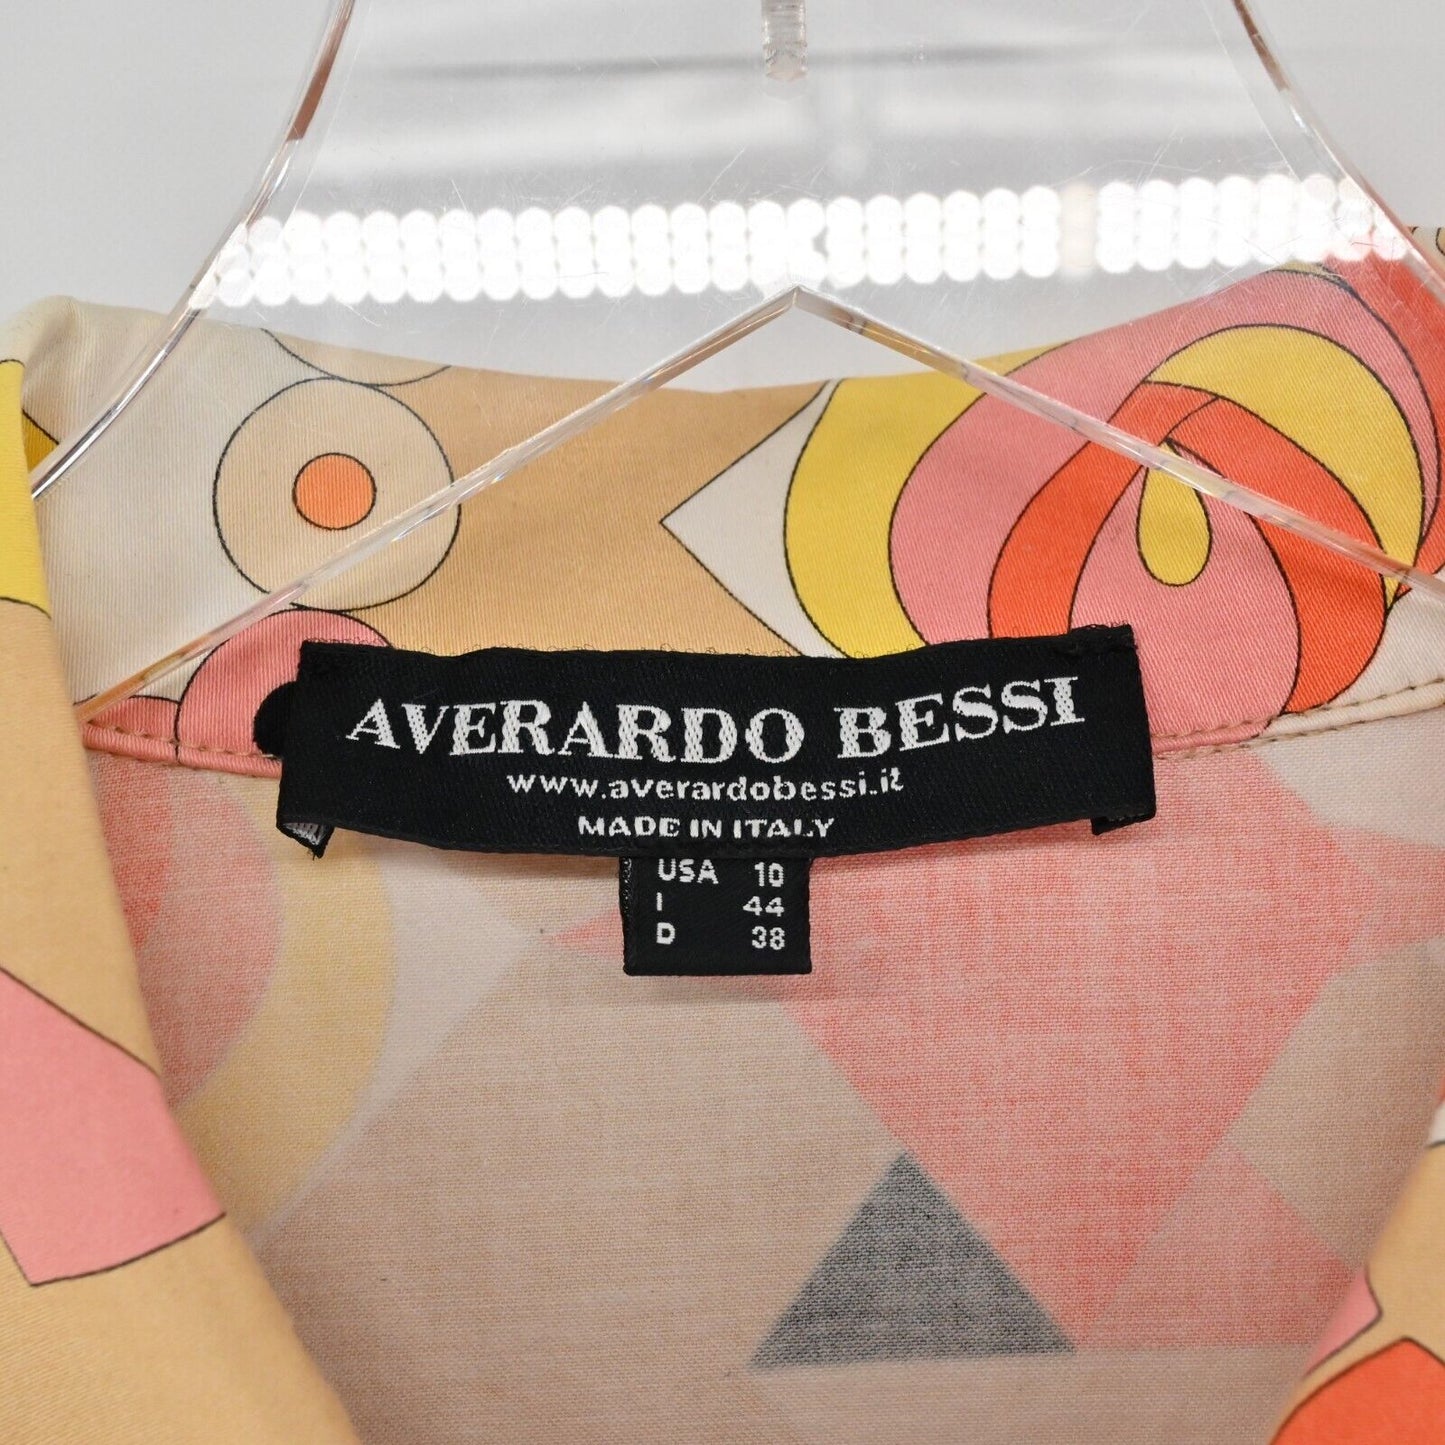 AVERARDO BESSI
www.averardobessi.it
MADE IN ITALY
USA 10
I 44
D 38